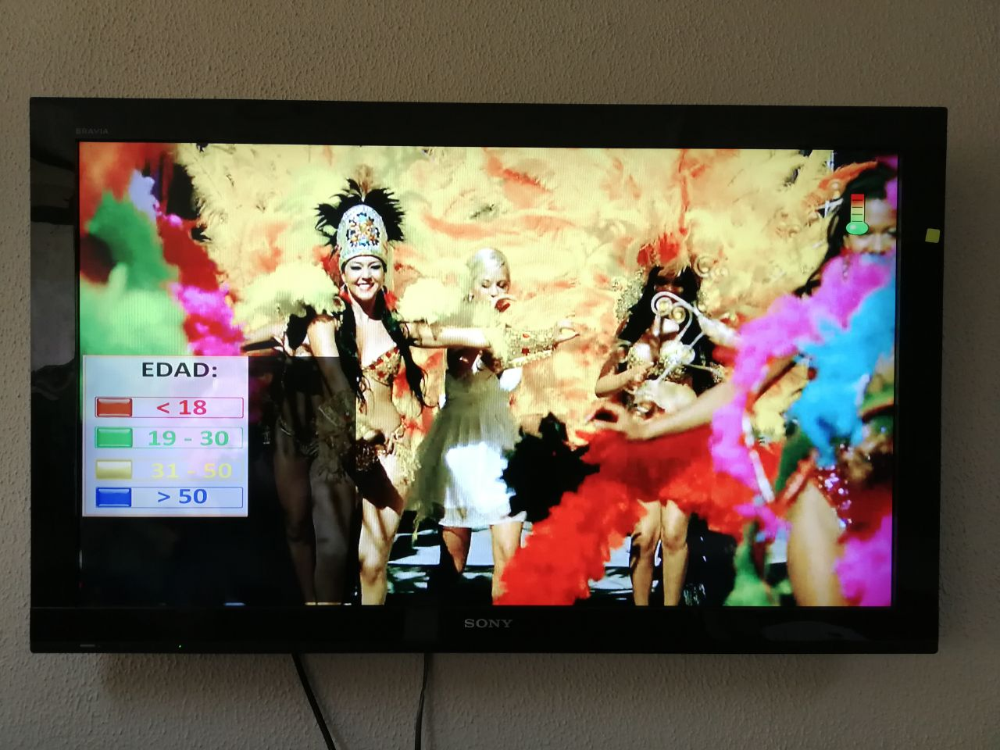 BRAVIA
EDAD:
< 18
19 - 30
31 - 50
> 50
SONY